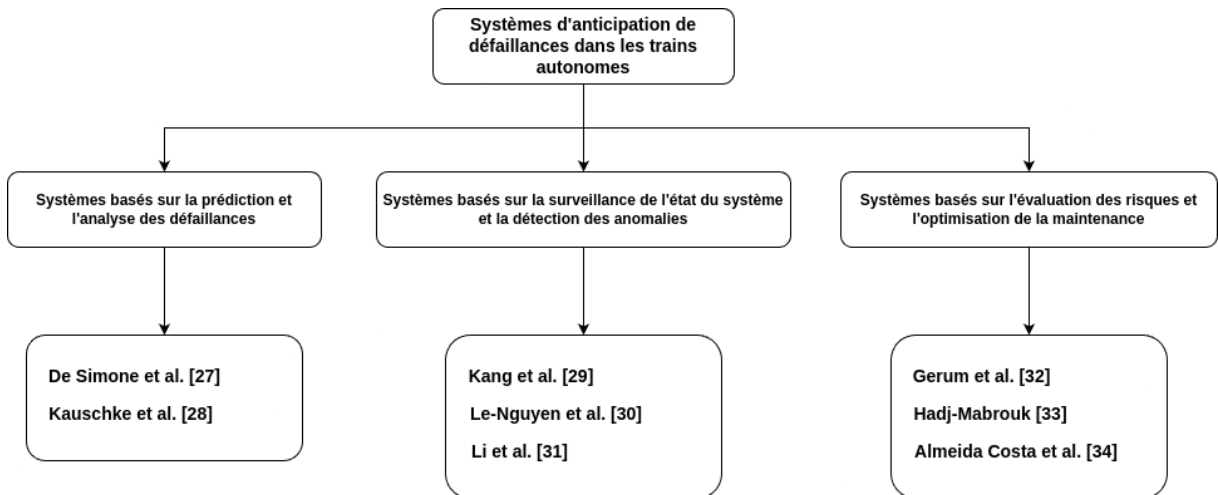 Systèmes d'anticipation de
défaillances dans les trains
autonomes
Systèmes basés sur la prédiction et
l'analyse des défaillances
Systèmes basés sur la surveillance de l'état du système
et la détection des anomalies
Systèmes basés sur l'évaluation des risques et
l'optimisation de la maintenance
De Simone et al. [27]
Kauschke et al. [28]
Kang et al. [29]
Le-Nguyen et al. [30]
Li et al. [31]
Gerum et al. [32]
Hadj-Mabrouk [33]
Almeida Costa et al. [34]